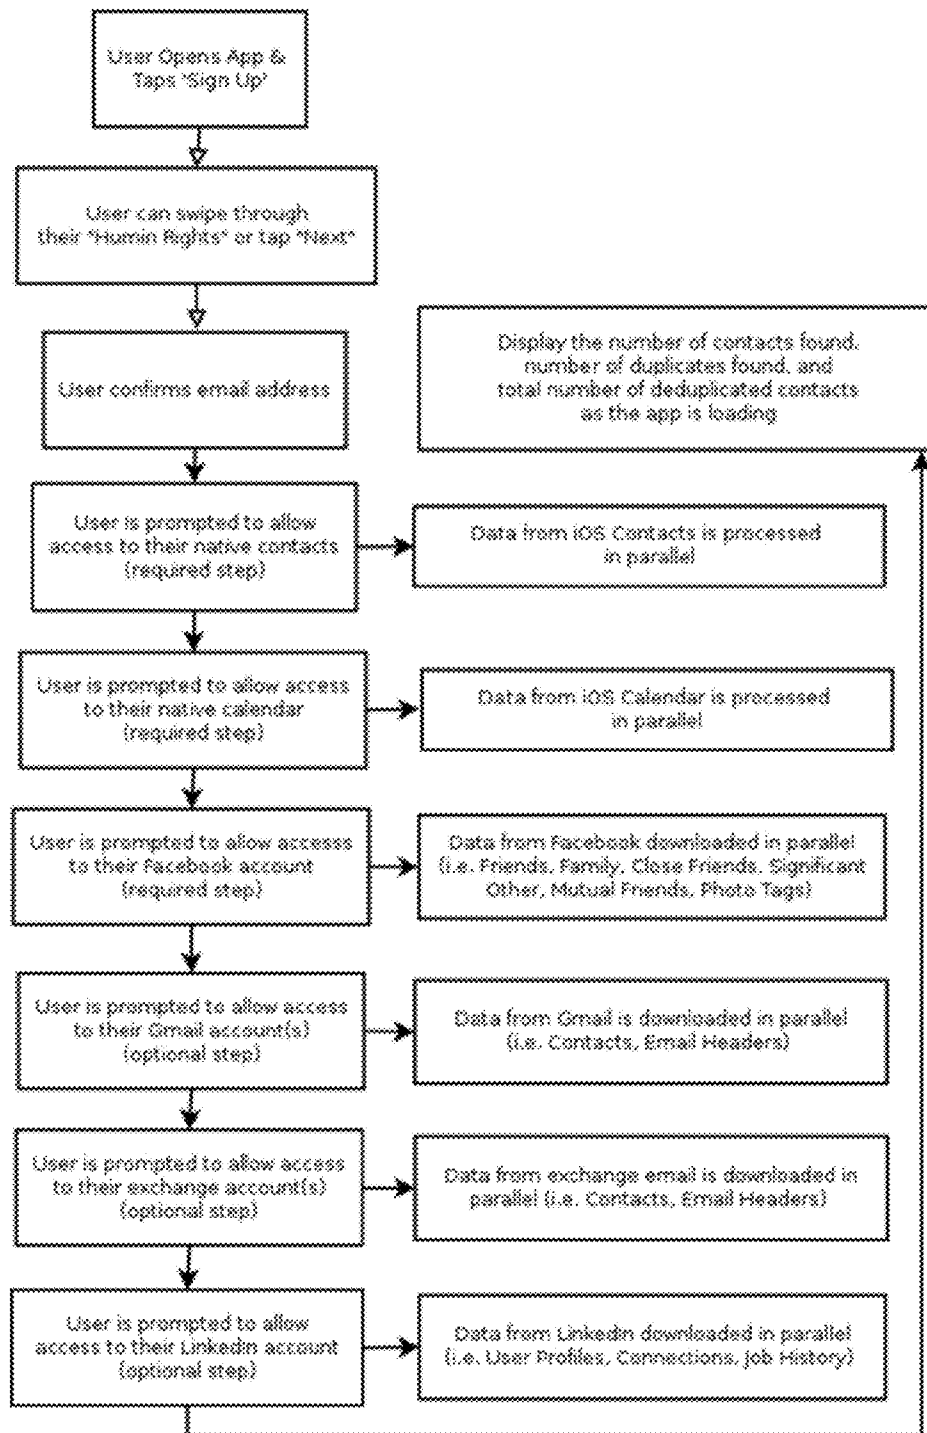 User Opens App &
Taps "Sign Up"
User can swipe through
their "Humin Rights" or tap "Next"
User confirms email address
Display the number of contacts found,
number of duplicates found, and
total number of deduplicated contacts
as the app is loading
User is prompted to allow
access to their native contacts
(required step)
Data from iOS Contacts is processed
in parallel
User is prompted to allow access
to their native calendar
(required step)
Data from iOS Calendar is processed
in parallel
User is prompted to allow accesss
to their Facebook account
(required step)
Data from Facebook downloaded in parallel
(i.e. Friends, Family, Close Friends, Significant
Other, Mutual Friends, Photo Tags)
User is prompted to allow access
to their Gmail account(s)
(optional step)
Data from Gmail is downloaded in parallel
(i.e. Contacts, Email Headers)
User is prompted to allow access
to their exchange account(s)
(optional step)
Data from exchange email is downloaded in
parallel (i.e. Contacts, Email Headers)
User is prompted to allow
access to their LinkedIn account
(optional step)
Data from LinkedIn downloaded in parallel
(i.e. User Profiles, Connections, Job History)